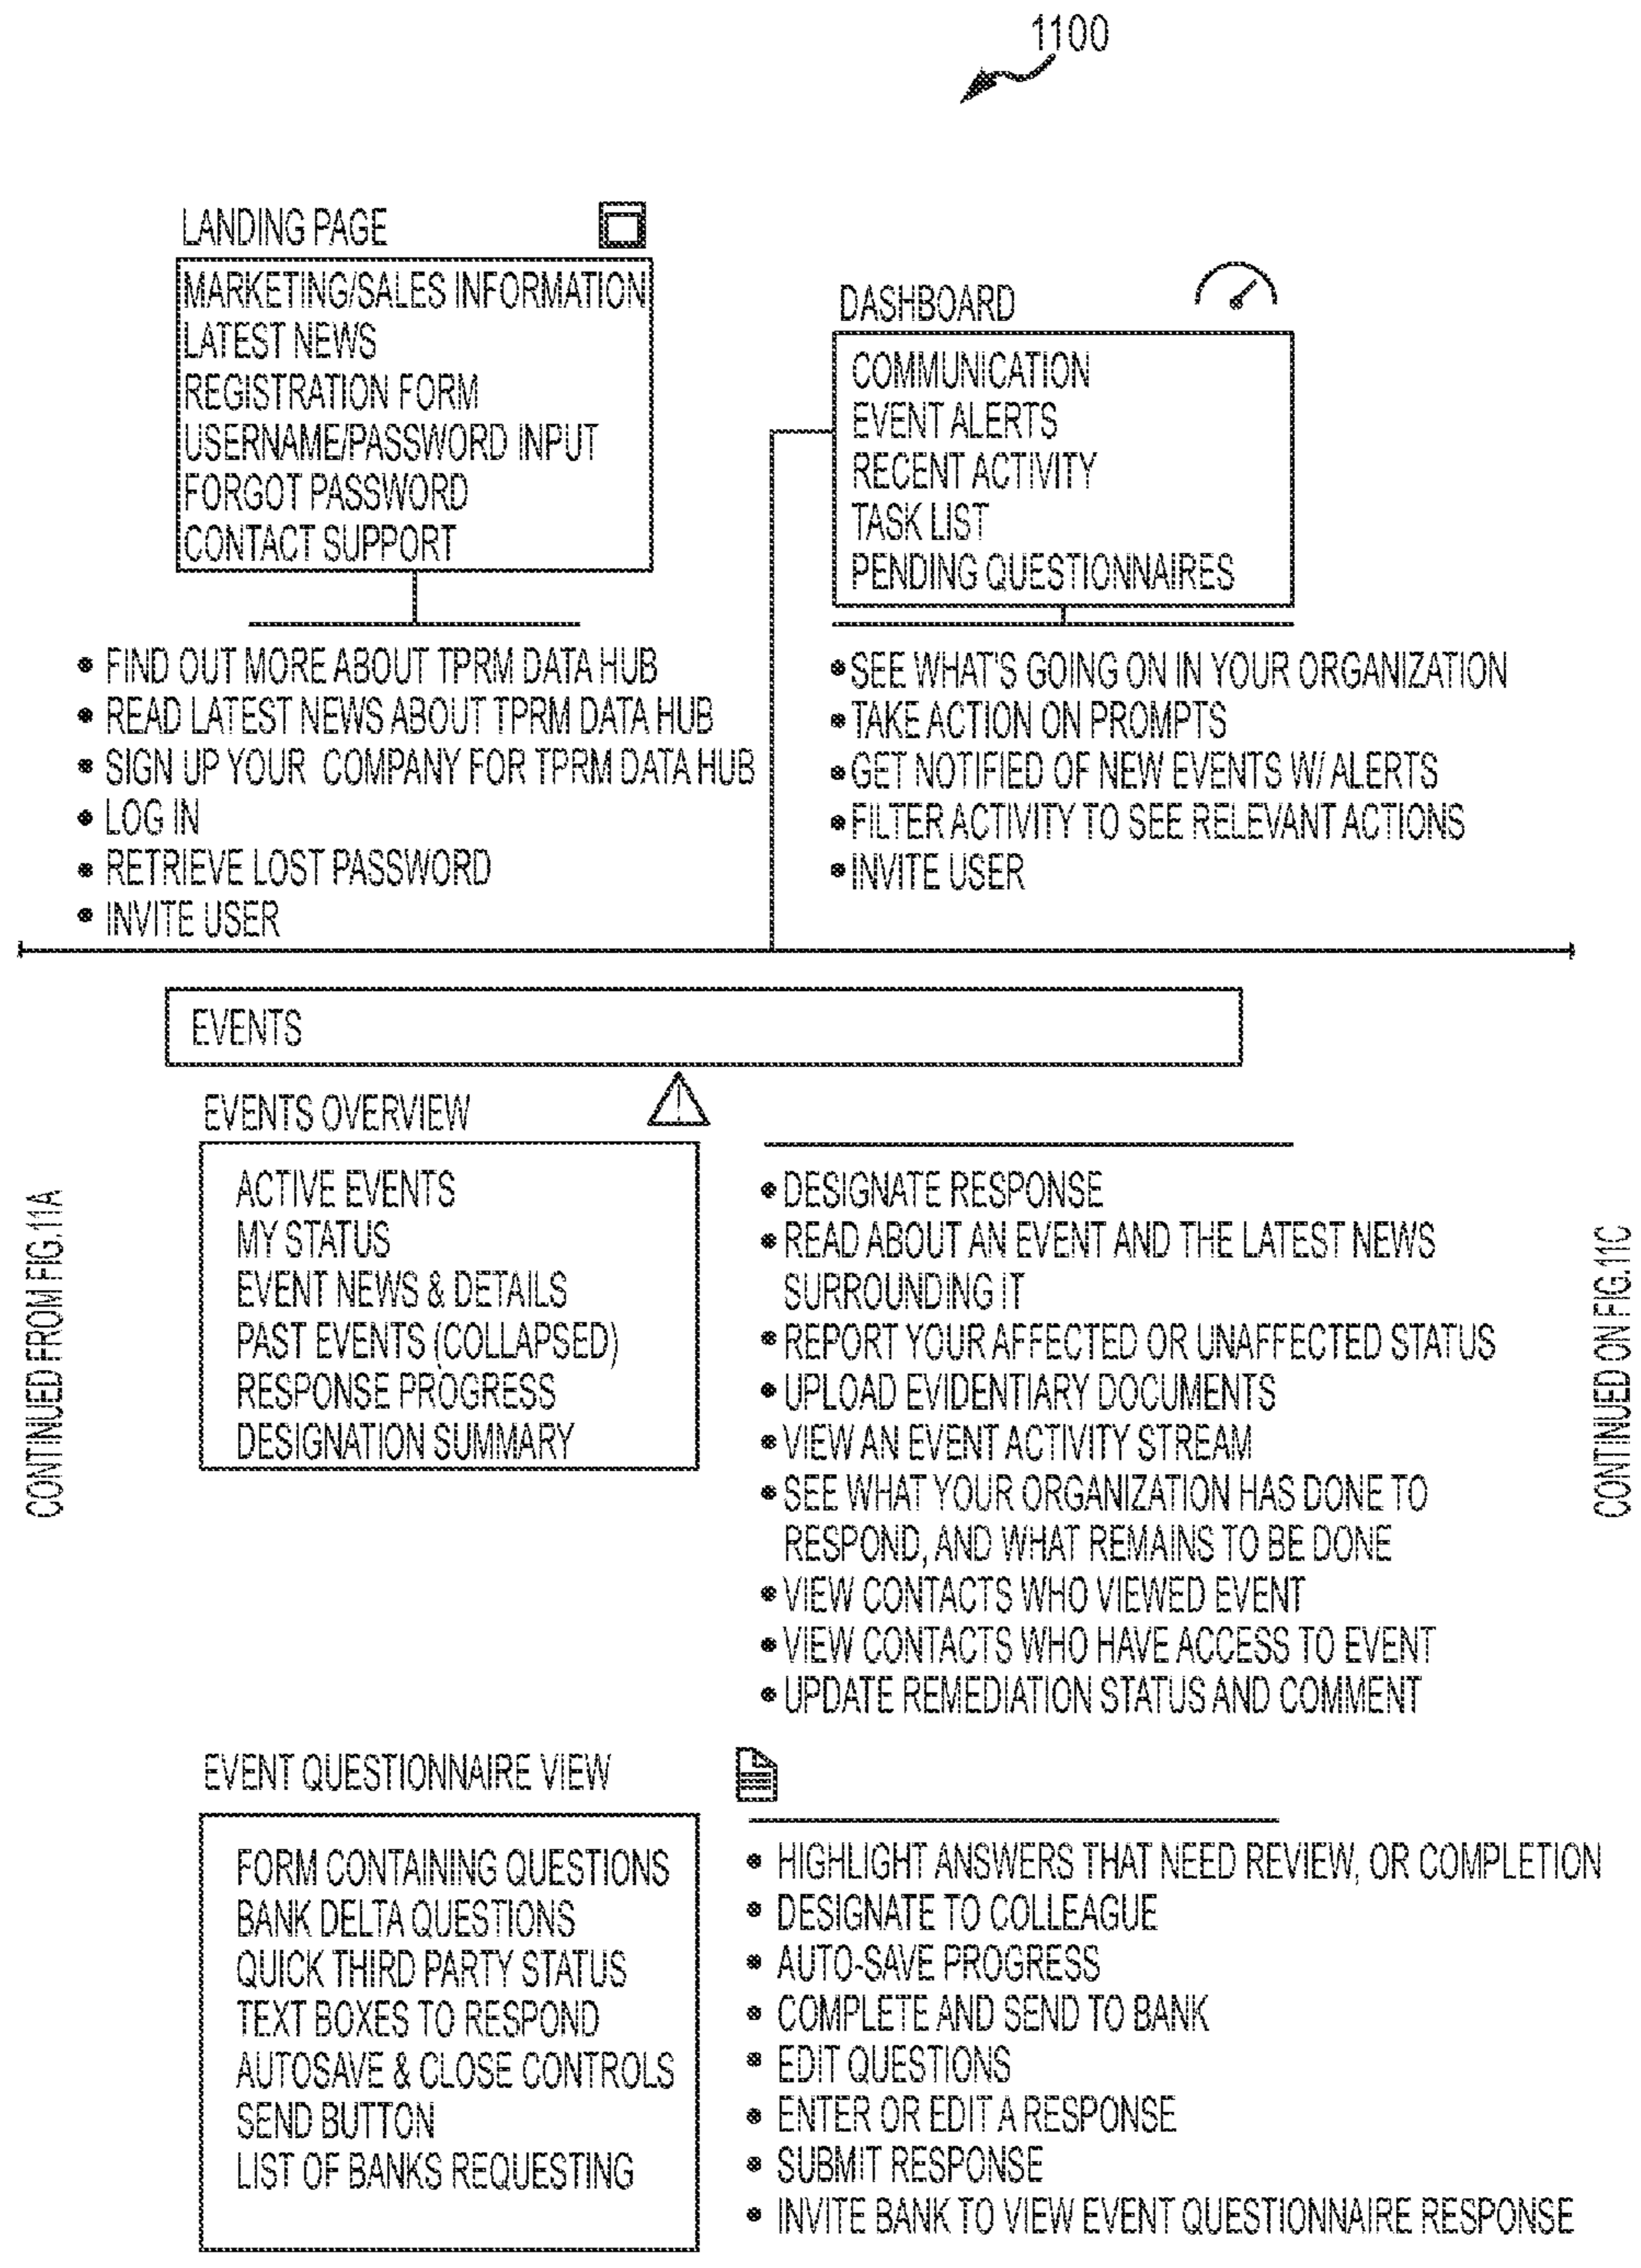 1100
LANDING PAGE
MARKETING/SALES INFORMATION
LATEST NEWS
REGISTRATION FORM
USERNAME/PASSWORD INPUT
FORGOT PASSWORD
CONTACT SUPPORT
• FIND OUT MORE ABOUT TPRM DATA HUB
• READ LATEST NEWS ABOUT TPRM DATA HUB
• SIGN UP YOUR COMPANY FOR TPRM DATA HUB
• LOG IN
• RETRIEVE LOST PASSWORD
• INVITE USER
DASHBOARD
COMMUNICATION
EVENT ALERTS
RECENT ACTIVITY
TASK LIST
PENDING QUESTIONNAIRES
• SEE WHAT'S GOING ON IN YOUR ORGANIZATION
• TAKE ACTION ON PROMPTS
• GET NOTIFIED OF NEW EVENTS W/ ALERTS
• FILTER ACTIVITY TO SEE RELEVANT ACTIONS
• INVITE USER
EVENTS
EVENTS OVERVIEW
ACTIVE EVENTS
MY STATUS
EVENT NEWS & DETAILS
PAST EVENTS (COLLAPSED)
RESPONSE PROGRESS
DESIGNATION SUMMARY
• DESIGNATE RESPONSE
• READ ABOUT AN EVENT AND THE LATEST NEWS
SURROUNDING IT
• REPORT YOUR AFFECTED OR UNAFFECTED STATUS
• UPLOAD EVIDENTIARY DOCUMENTS
• VIEW AN EVENT ACTIVITY STREAM
• SEE WHAT YOUR ORGANIZATION HAS DONE TO
RESPOND, AND WHAT REMAINS TO BE DONE
• VIEW CONTACTS WHO VIEWED EVENT
• VIEW CONTACTS WHO HAVE ACCESS TO EVENT
• UPDATE REMEDIATION STATUS AND COMMENT
EVENT QUESTIONNAIRE VIEW
FORM CONTAINING QUESTIONS
BANK DELTA QUESTIONS
QUICK THIRD PARTY STATUS
TEXT BOXES TO RESPOND
AUTOSAVE & CLOSE CONTROLS
SEND BUTTON
LIST OF BANKS REQUESTING
• HIGHLIGHT ANSWERS THAT NEED REVIEW, OR COMPLETION
• DESIGNATE TO COLLEAGUE
• AUTO-SAVE PROGRESS
• COMPLETE AND SEND TO BANK
• EDIT QUESTIONS
• ENTER OR EDIT A RESPONSE
• SUBMIT RESPONSE
• INVITE BANK TO VIEW EVENT QUESTIONNAIRE RESPONSE
CONTINUED FROM FIG.11A
CONTINUED ON FIG.11C